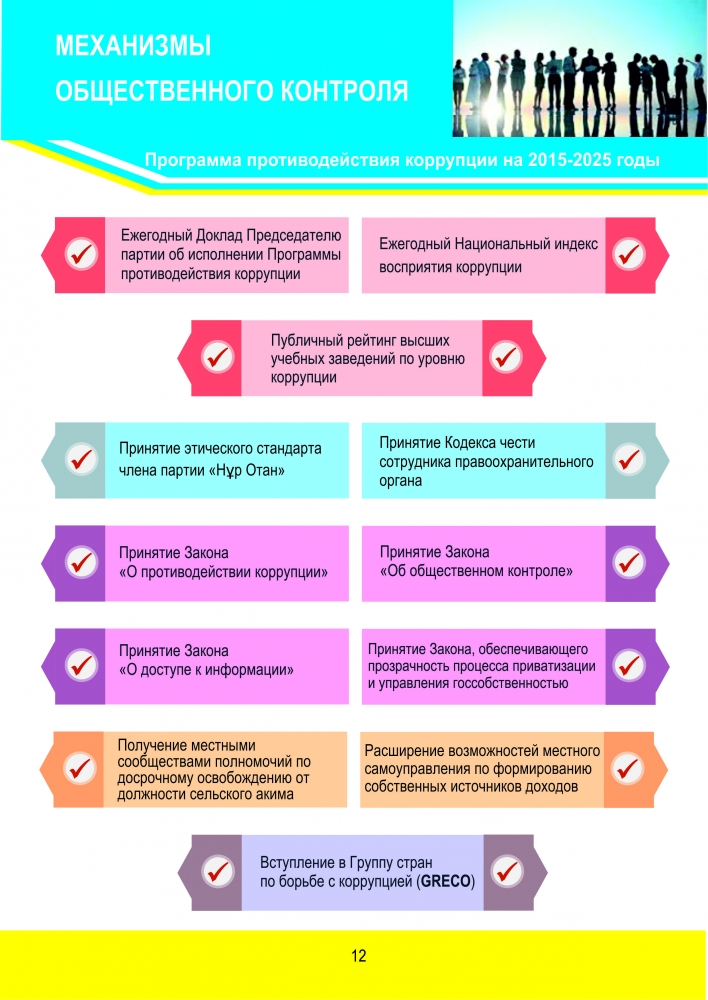 МЕХАНИЗМЫ
ОБЩЕСТВЕННОГО КОНТРОЛЯ
Программа противодействия коррупции на 2015-2025 годы
Ежегодный Доклад Председателю
партии об исполнении Программы
противодействия коррупции
Ежегодный Национальный индекс
восприятия коррупции
Публичный рейтинг высших
учебных заведений по уровню
коррупции
Принятие этического стандарта
члена партии «Нұр Отан»
Принятие Кодекса чести
сотрудника правоохранительного
органа
Принятие Закона
«О противодействии коррупции»
Принятие Закона
«Об общественном контроле»
Принятие Закона
«О доступе к информации»
Принятие Закона, обеспечивающего
прозрачность процесса приватизации
и управления госсобственностью
Получение местными
сообществами полномочий по
досрочному освобождению от
должности сельского акима
Расширение возможностей местного
самоуправления по формированию
собственных источников доходов
Вступление в Группу стран
по борьбе с коррупцией (GRECO)
12